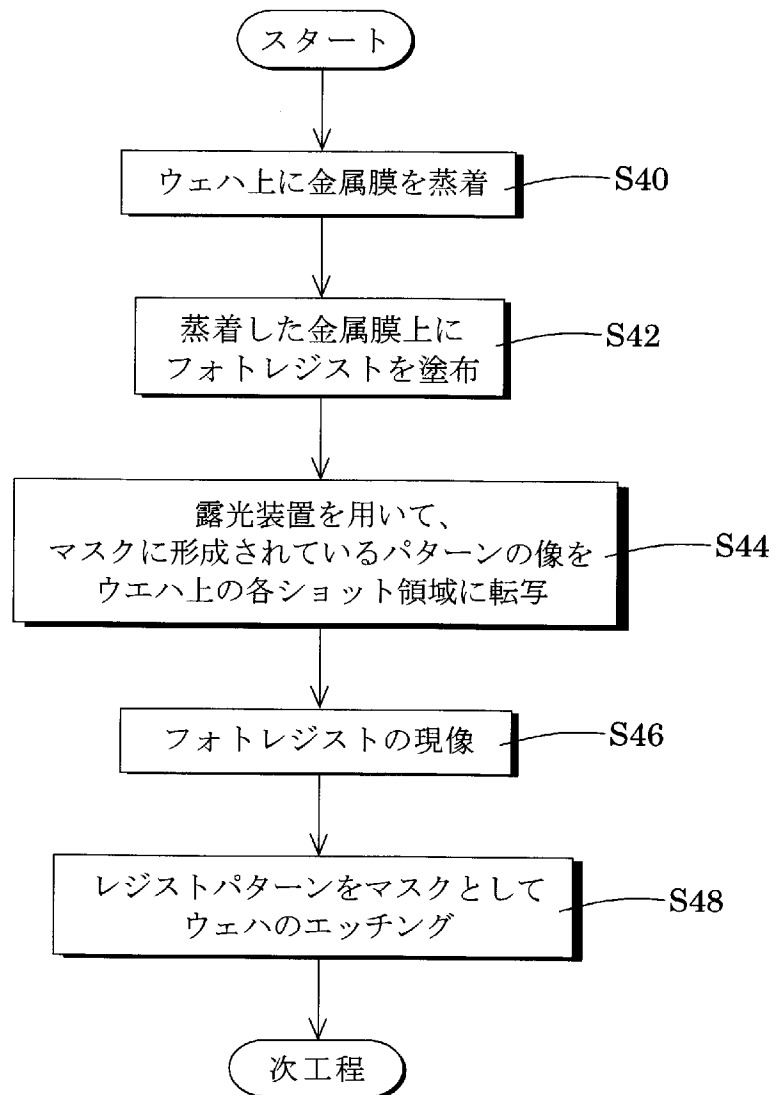 スタート
ウェハ上に金属膜を蒸着
S40
蒸着した金属膜上に
フォトレジストを塗布
S42
露光装置を用いて、
マスクに形成されているパターンの像を
ウエハ上の各ショット領域に転写
S44
フォトレジストの現像
S46
レジストパターンをマスクとして
ウェハのエッチング
S48
次工程